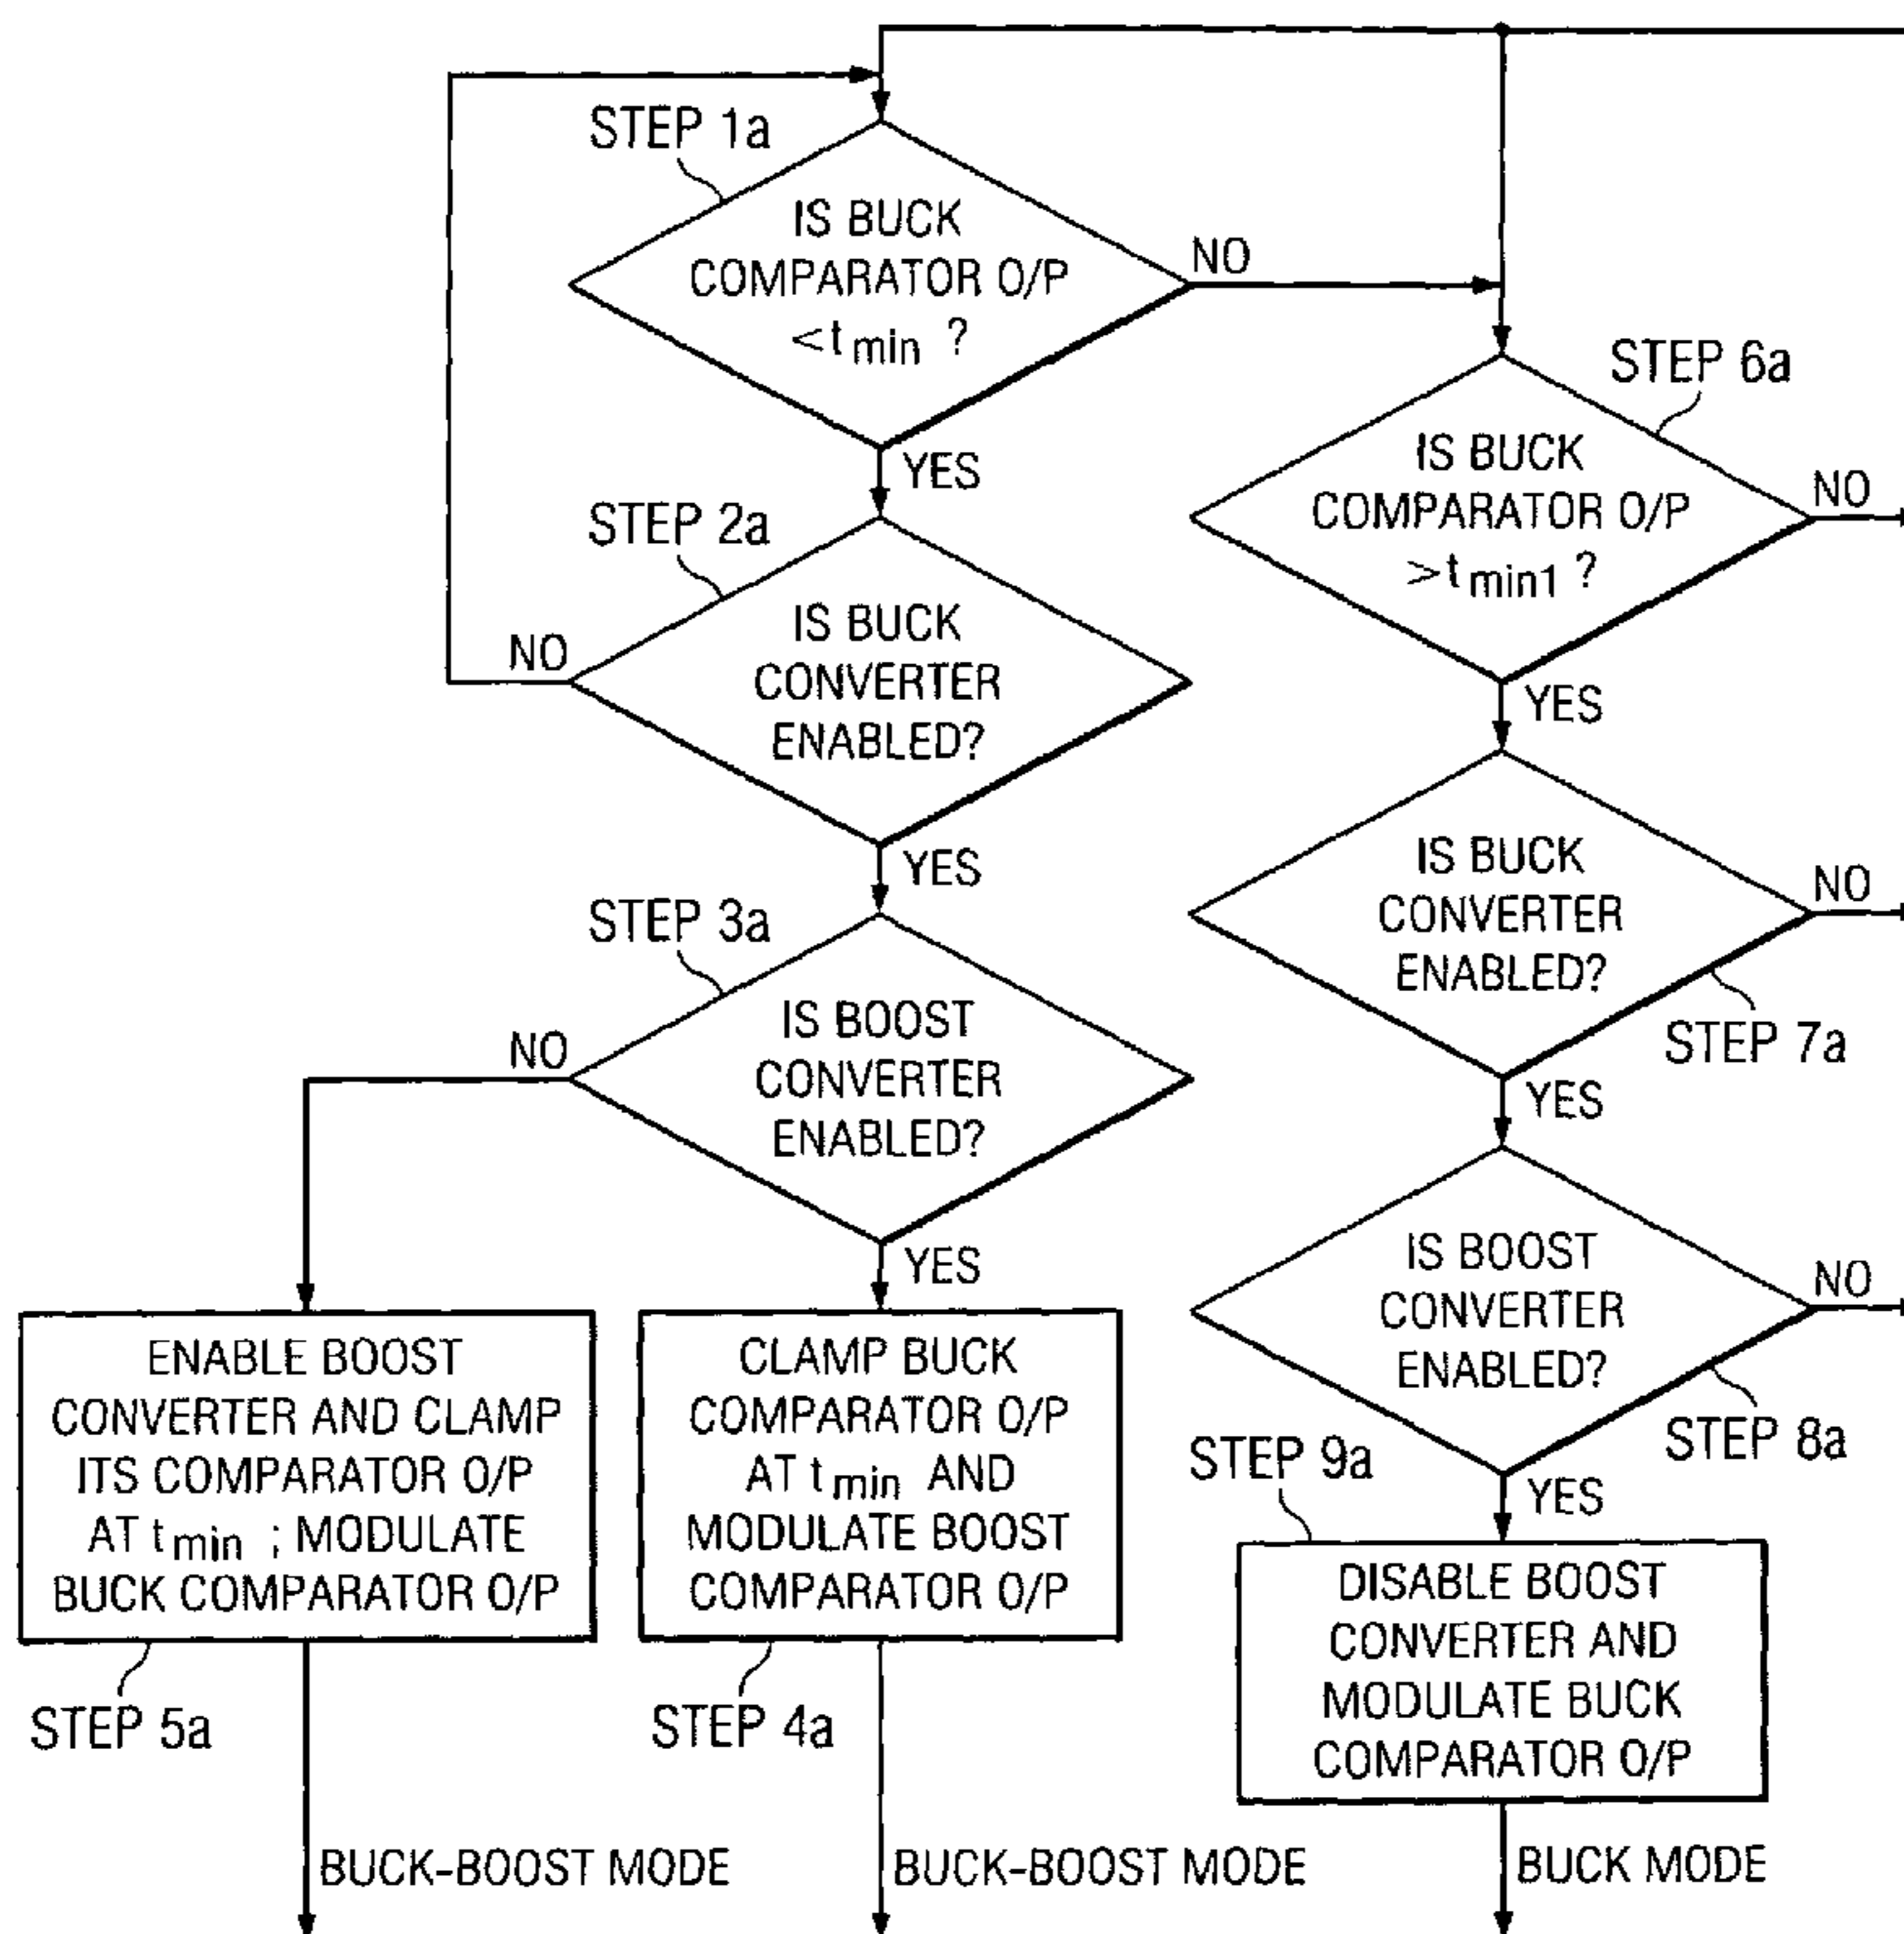 STEP 1a
IS BUCK
COMPARATOR O/P
<t min ?
NO
YES
STEP 2a
IS BUCK
CONVERTER
ENABLED?
NO
YES
STEP 3a
IS BOOST
CONVERTER
ENABLED?
NO
YES
ENABLE BOOST
CONVERTER AND CLAMP
ITS COMPARATOR O/P
AT t min ; MODULATE
BUCK COMPARATOR O/P
STEP 5a
BUCK-BOOST MODE
CLAMP BUCK
COMPARATOR O/P
AT t min AND
MODULATE BOOST
COMPARATOR O/P
STEP 4a
BUCK-BOOST MODE
STEP 6a
IS BUCK
COMPARATOR O/P
>t min1 ?
NO
YES
IS BUCK
CONVERTER
ENABLED?
NO
STEP 7a
YES
IS BOOST
CONVERTER
ENABLED?
NO
STEP 8a
YES
STEP 9a
DISABLE BOOST
CONVERTER AND
MODULATE BUCK
COMPARATOR O/P
BUCK MODE